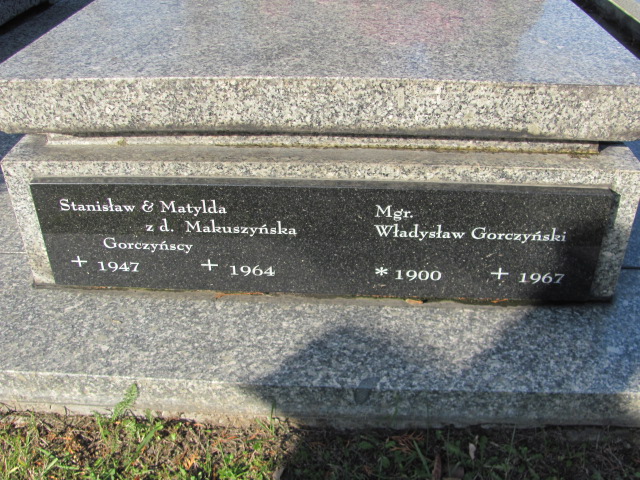 Stanisław & Matylda
z d. Makuszyńska
Gorczyńscy
+ 1947 + 1964
Mgr.
Władysław Gorczyński
* 1900 + 1967